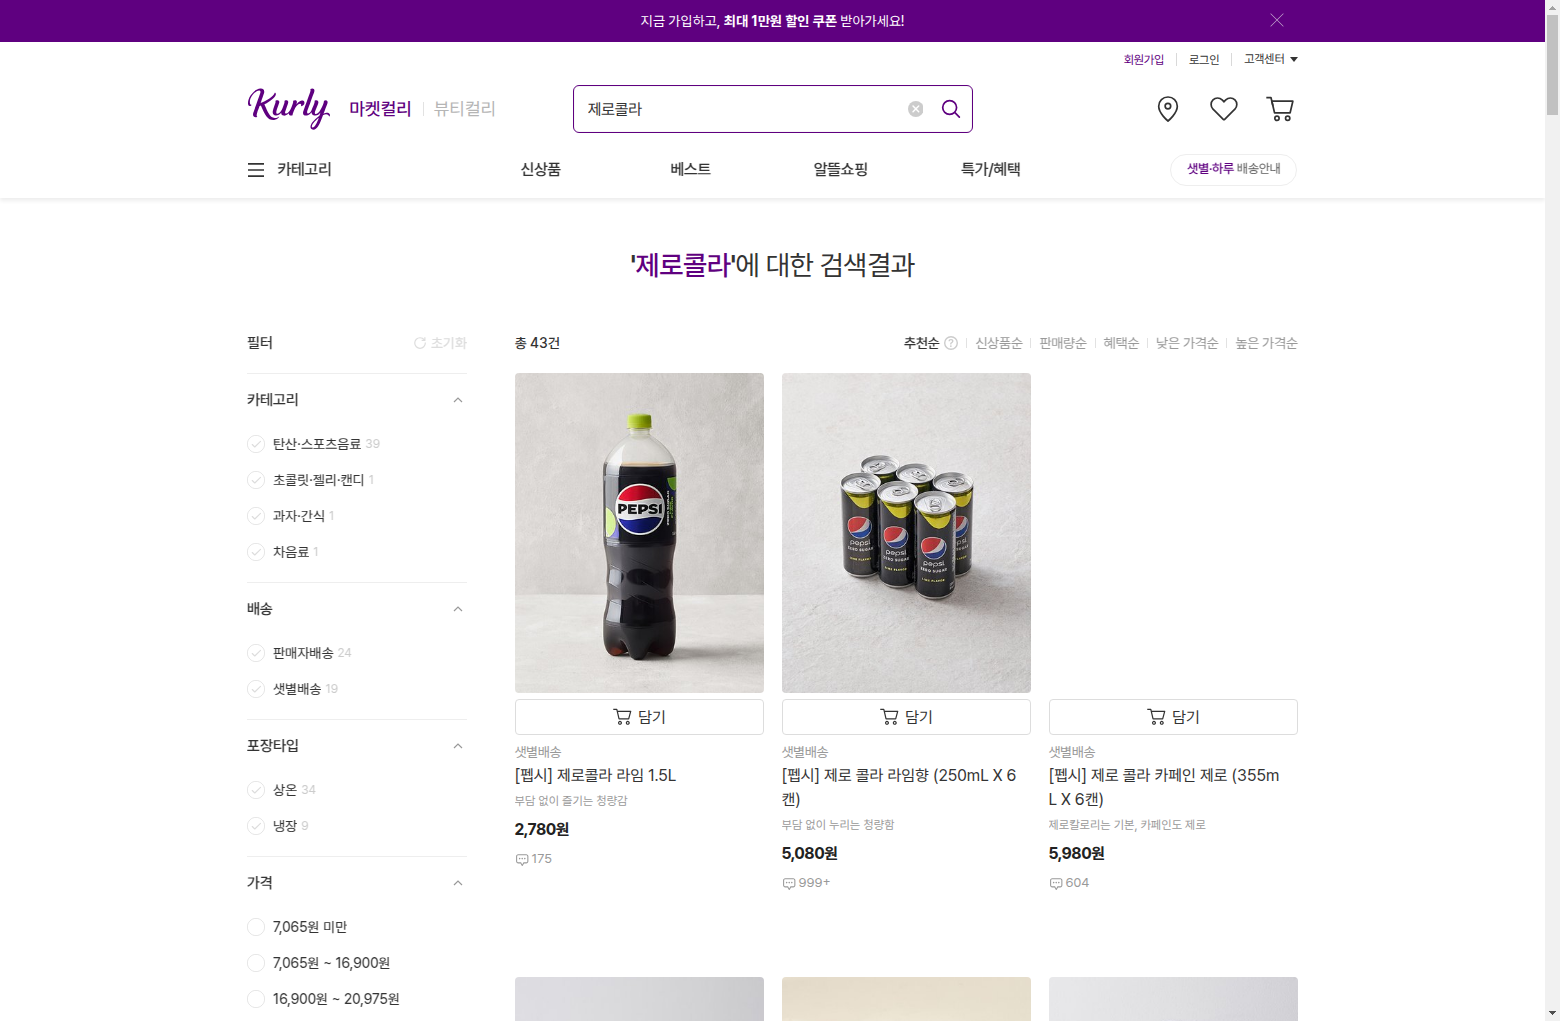 지금 가입하고, 최대 1만원 할인 쿠폰 받아가세요!
회원가입 로그인 고객센터
Kurly 마켓컬리 뷰티컬리
제로콜라
카테고리 신상품 베스트 알뜰쇼핑 특가/혜택 샛별·하루 배송안내
'제로콜라'에 대한 검색결과
필터 초기화
총 43건 추천순 ? 신상품순 판매량순 혜택순 낮은 가격순 높은 가격순
카테고리
탄산·스포츠음료 39
초콜릿·젤리·캔디 1
과자·간식 1
차음료 1
배송
판매자배송 24
샛별배송 19
포장타입
상온 34
냉장 9
가격
7,065원 미만
7,065원 ~ 16,900원
16,900원 ~ 20,975원
PEPSI
담기
샛별배송
[펩시] 제로콜라 라임 1.5L
부담 없이 즐기는 청량감
2,780원
175
pepsi
ZERO SUGAR
pepsi
ZERO SUGAR
pepsi
ZERO SUGAR
담기
샛별배송
[펩시] 제로 콜라 라임향 (250mL X 6
캔)
부담 없이 누리는 청량함
5,080원
999+
담기
샛별배송
[펩시] 제로 콜라 카페인 제로 (355m
L X 6캔)
제로칼로리는 기본, 카페인도 제로
5,980원
604